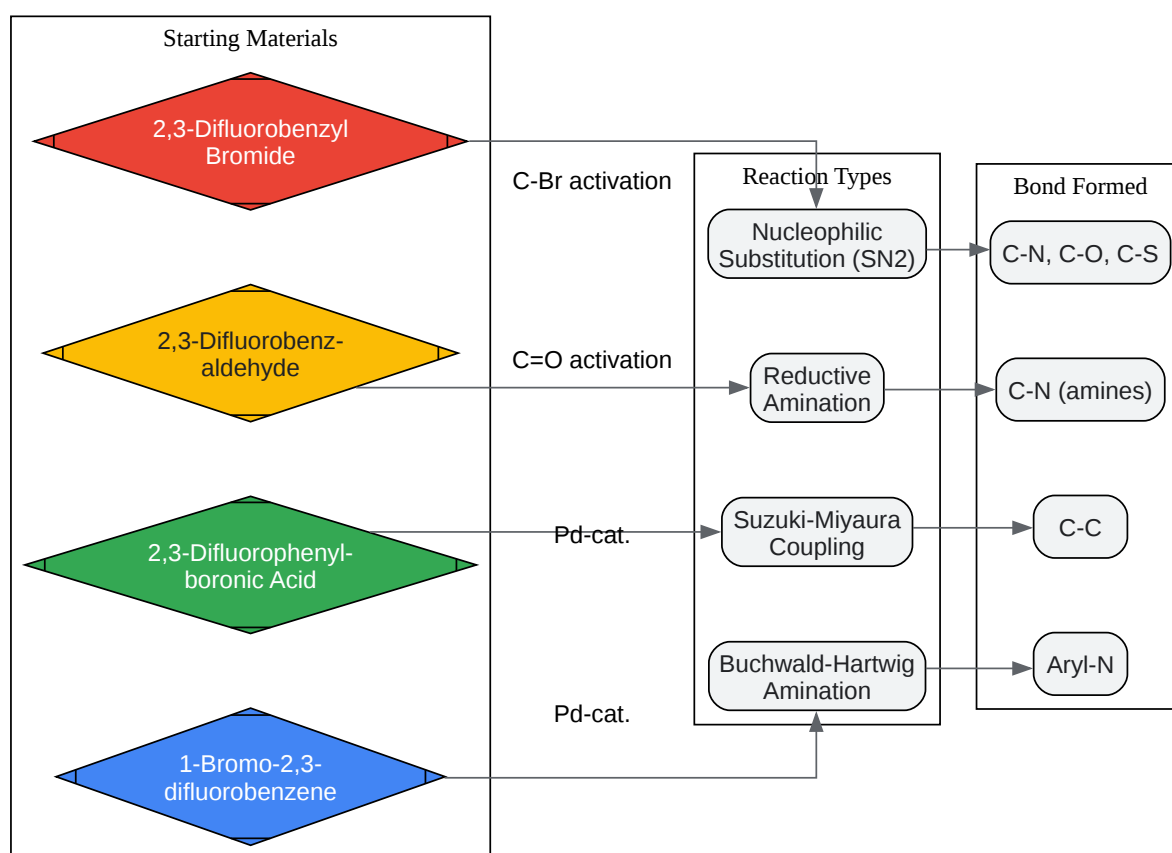 Starting Materials
2,3-Difluorobenzyl
Bromide
C-Br activation
Reaction Types
Bond Formed
Nucleophilic
Substitution (SN2)
C-N, C-O, C-S
2,3-Difluorobenz-
aldehyde
C=O activation
Reductive
Amination
C-N (amines)
2,3-Difluorophenyl-
boronic Acid
Pd-cat.
Suzuki-Miyaura
Coupling
C-C
Buchwald-Hartwig
Amination
Aryl-N
Pd-cat.
1-Bromo-2,3-
difluorobenzene